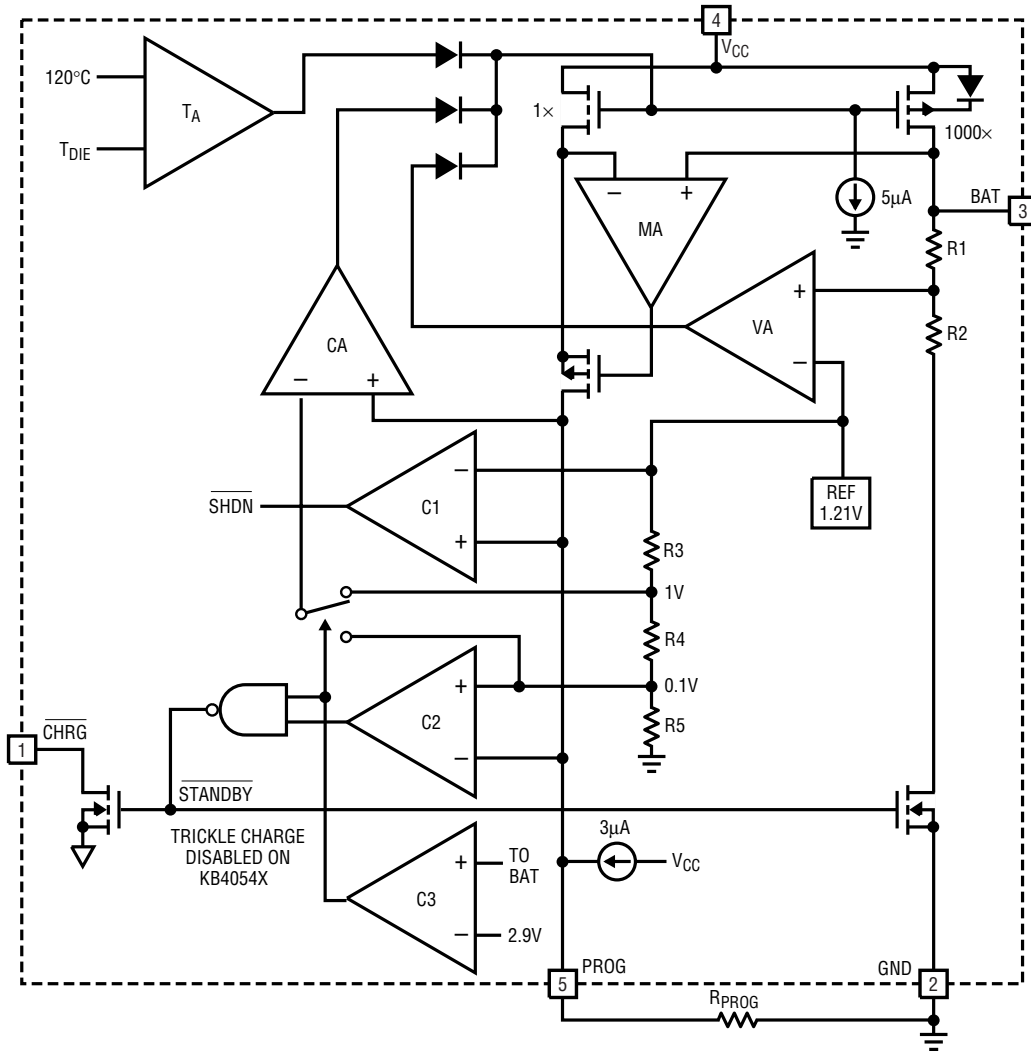 4
VCC
120°C
TA
TDIE
1×
1000×
– +
MA
5µA
BAT
3
R1
+
VA
–
R2
CA
– +
REF
1.21V
–
C1
+
SHDN
R3
1V
R4
+
C2
–
0.1V
R5
CHRG
1
STANDBY
TRICKLE CHARGE
DISABLED ON
KB4054X
3µA
VCC
+
C3
–
TO
BAT
2.9V
PROG
5
GND
2
RPROG